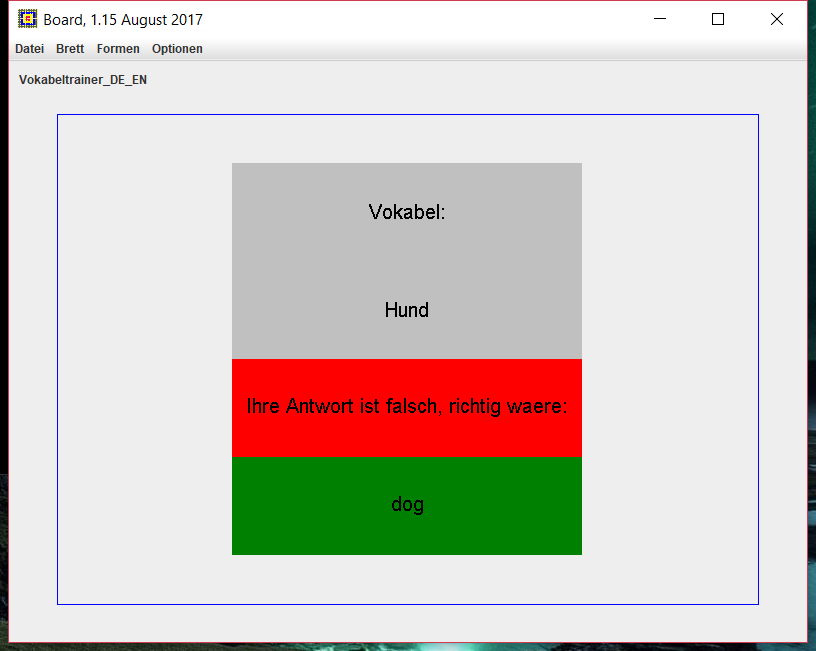 Board, 1.15 August 2017
Datei Brett Formen Optionen
Vokabeltrainer_DE_EN
Vokabel:
Hund
Ihre Antwort ist falsch, richtig waere:
dog